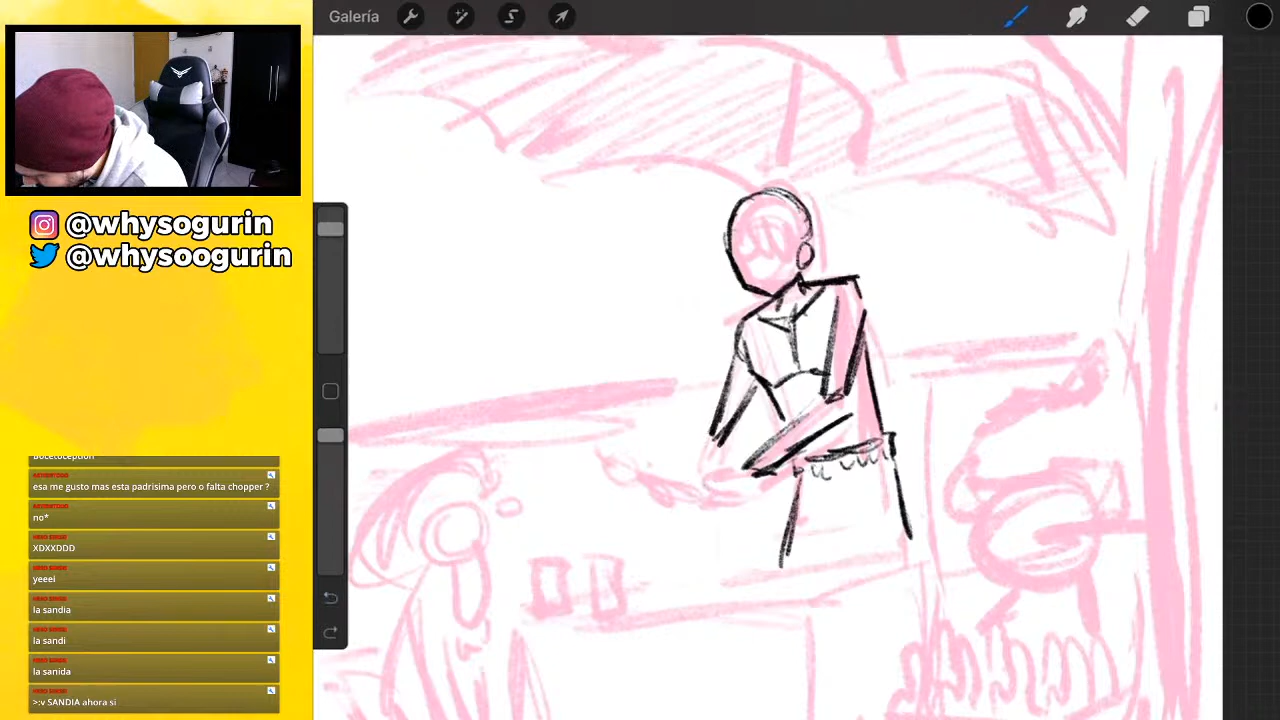 Galería
@whysogurin
@whysoogurin
Bocetoception
esa me gusto mas esta padrisima pero o falta chopper ?
no*
XDXXDDD
yeeei
la sandia
la sandi
la sanida
>:v SANDIA ahora si